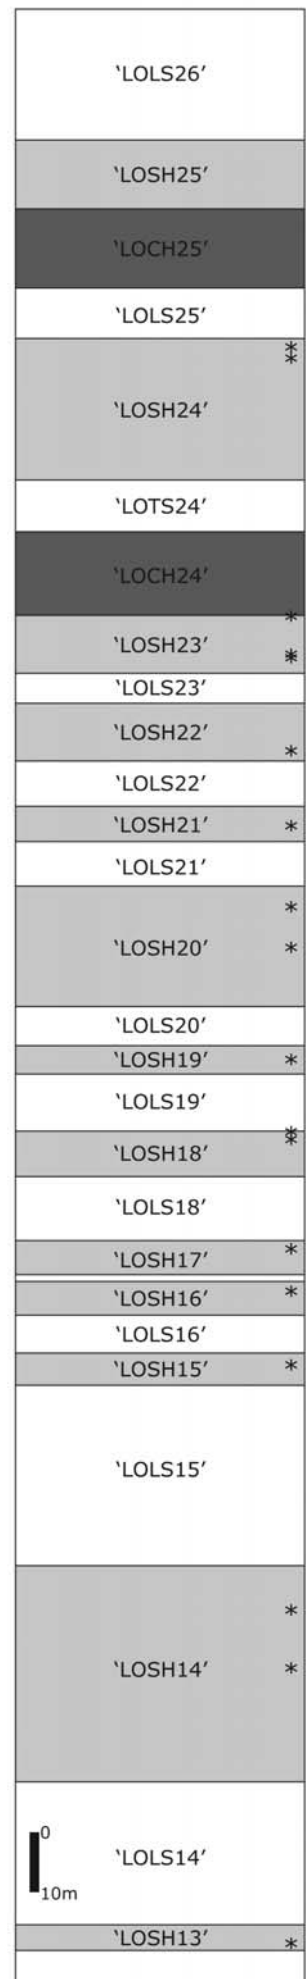 ‘LOLS26’
‘LOSH25’
‘LOCH25’
‘LOLS25’
*
*
‘LOSH24’
‘LOTS24’
‘LOCH24’
*
‘LOSH23’
*
*
‘LOLS23’
‘LOSH22’
*
‘LOLS22’
‘LOSH21’ *
‘LOLS21’
*
‘LOSH20’ *
‘LOLS20’
‘LOSH19’ *
‘LOLS19’
*
*
‘LOSH18’
‘LOLS18’
*
‘LOSH17’
‘LOSH16’ *
‘LOLS16’
‘LOSH15’ *
‘LOLS15’
*
‘LOSH14’ *
0
‘LOLS14’
10m
‘LOSH13’ *